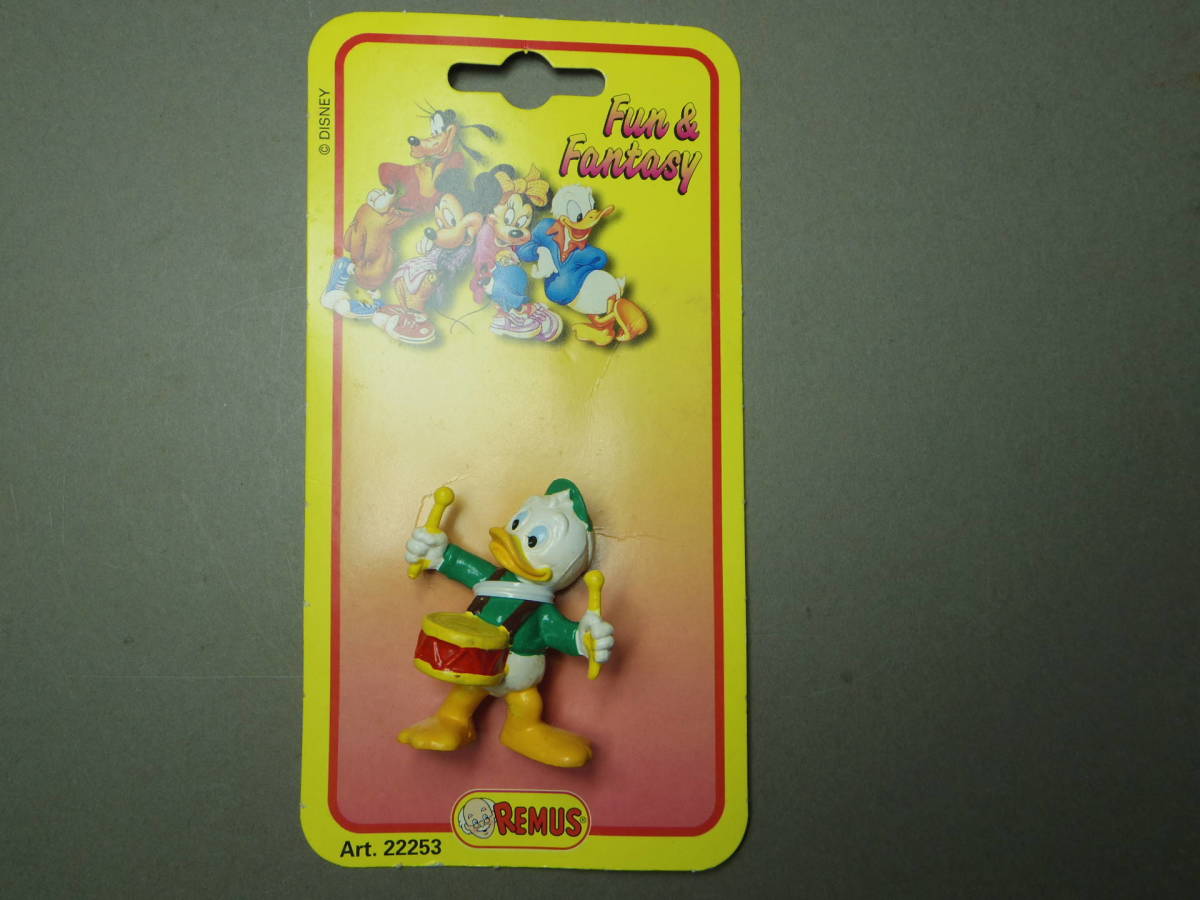 © DISNEY
Fun &
Fantasy
REMUS®
Art. 22253